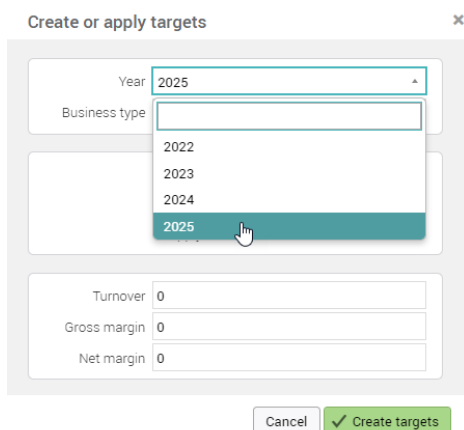 Create or apply targets
×
Year 2025
Business type
2022
2023
2024
2025
Turnover 0
Gross margin 0
Net margin 0
Cancel ✓ Create targets